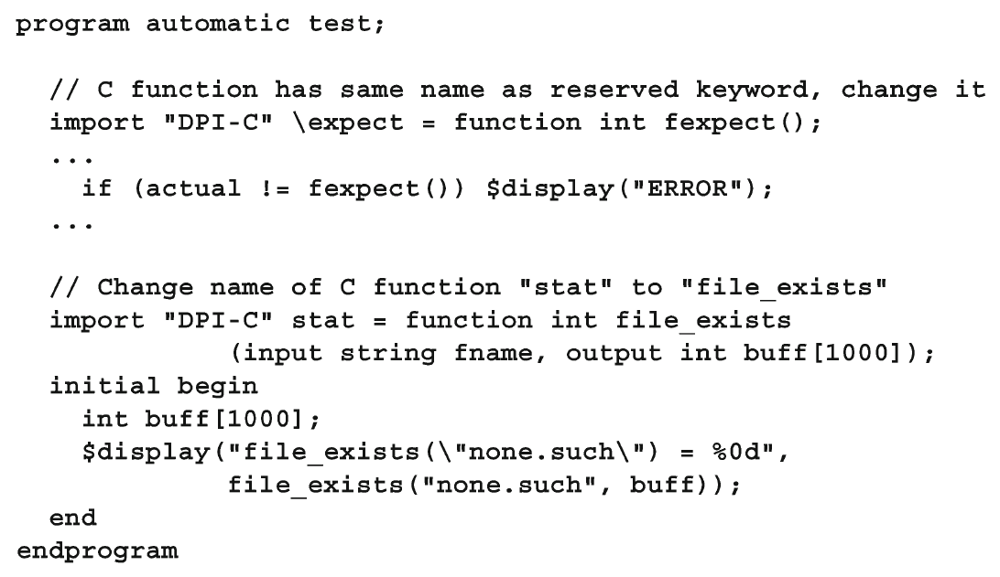 program automatic test;
// C function has same name as reserved keyword, change it
import "DPI-C" \expect = function int fexpect();
...
if (actual != fexpect()) $display("ERROR");
...
// Change name of C function "stat" to "file_exists"
import "DPI-C" stat = function int file_exists
(input string fname, output int buff[1000]);
initial begin
int buff[1000];
$display("file_exists(\"none.such\") = %0d",
file_exists("none.such", buff));
end
endprogram